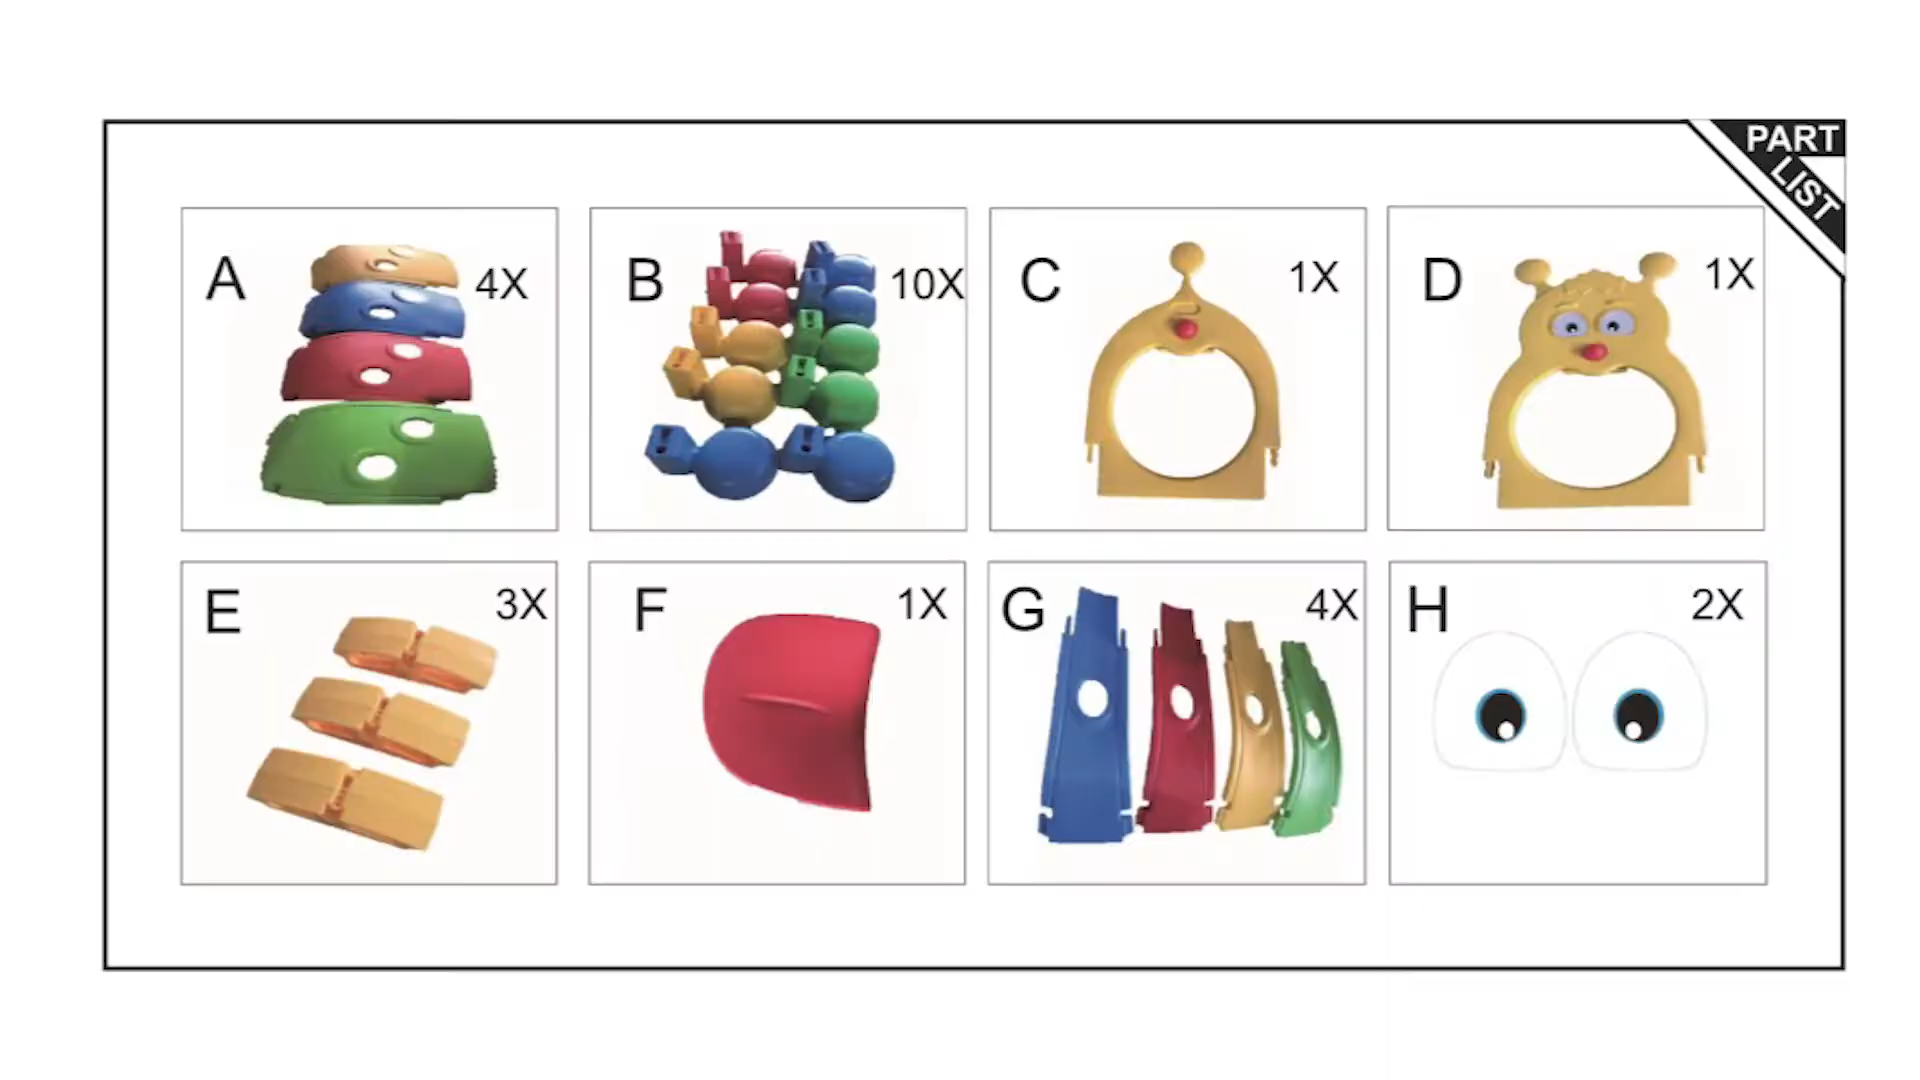 PART
LIST
A 4X
B 10X
C 1X
D 1X
E 3X
F 1X
G 4X
H 2X